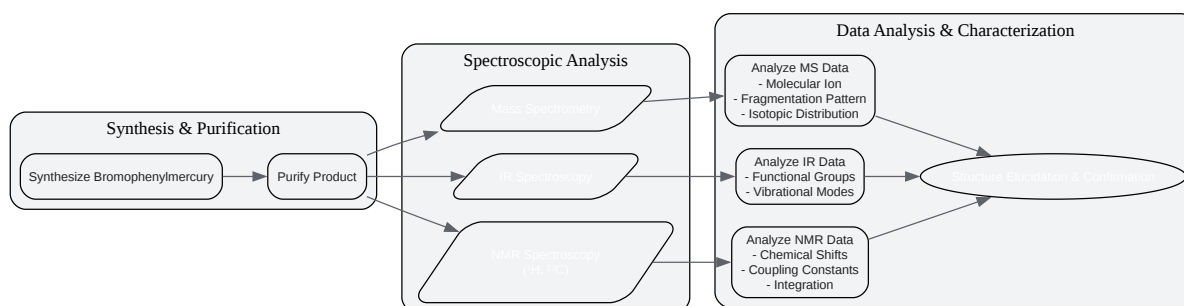 Synthesis & Purification
Synthesize Bromophenylmercury
Purify Product
Spectroscopic Analysis
Mass Spectrometry
IR Spectroscopy
NMR Spectroscopy
(¹H, ¹³C)
Data Analysis & Characterization
Analyze MS Data
- Molecular Ion
- Fragmentation Pattern
- Isotopic Distribution
Analyze IR Data
- Functional Groups
- Vibrational Modes
Analyze NMR Data
- Chemical Shifts
- Coupling Constants
- Integration
Structure Elucidation & Confirmation